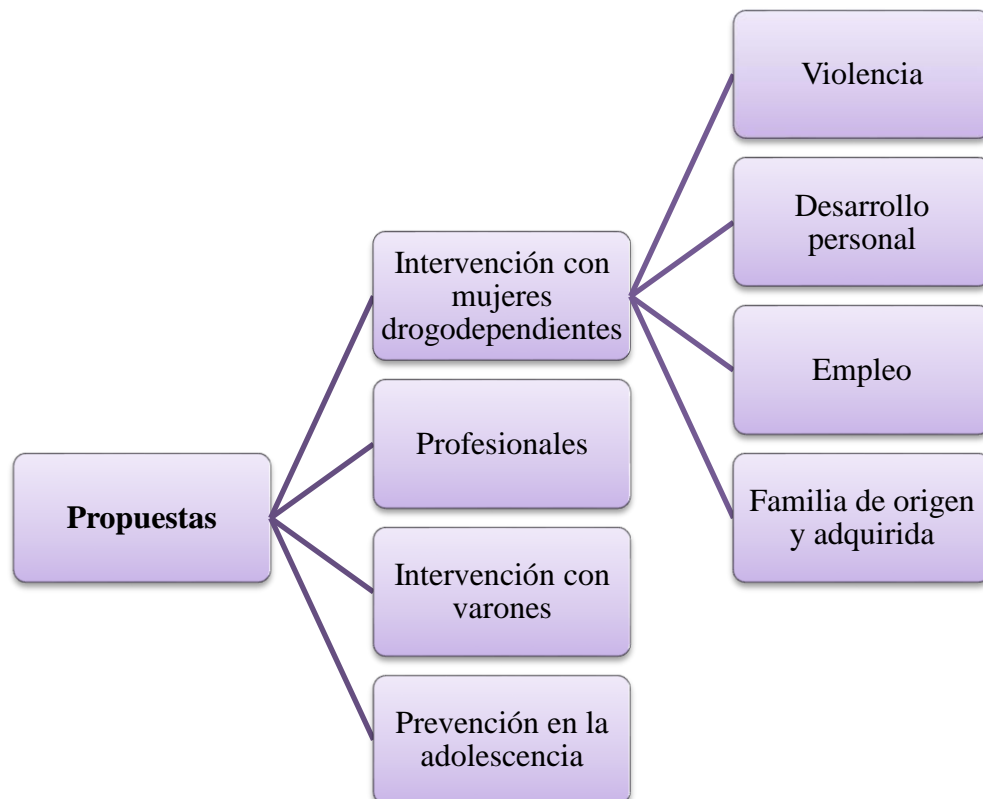 Propuestas
Intervención con
mujeres
drogodependientes
Profesionales
Intervención con
varones
Prevención en la
adolescencia
Violencia
Desarrollo
personal
Empleo
Familia de origen
y adquirida